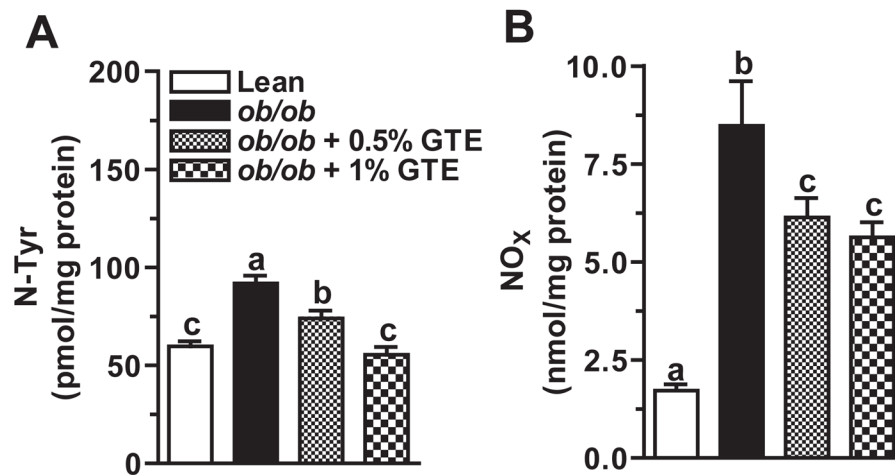 A
N-Tyr
(pmol/mg protein)
200
150
100
50
0
Lean
ob/ob
ob/ob + 0.5% GTE
ob/ob + 1% GTE
c
a
b
c
B
NOX
(nmol/mg protein)
10.0
7.5
5.0
2.5
0.0
a
b
c
c